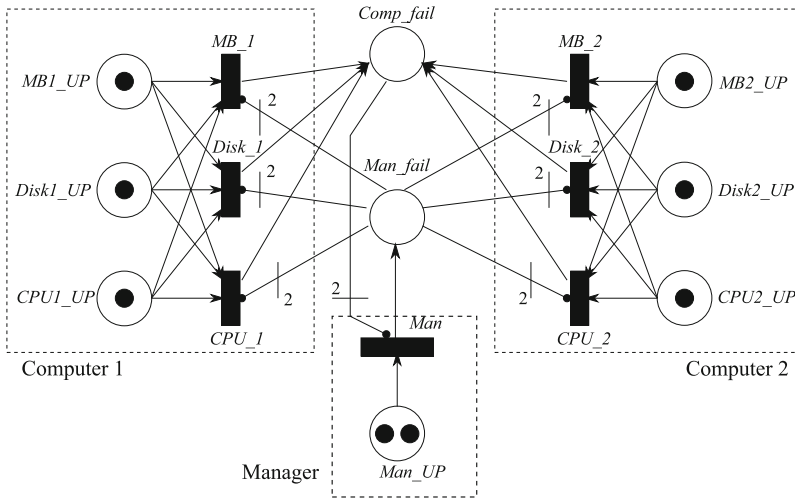 Comp_fail
MB_1
MB_2
MB1_UP
MB2_UP
2
2
Disk_1
Disk_2
Man_fail
2
2
Disk1_UP
Disk2_UP
CPU1_UP
CPU2_UP
2
2
2
Man
CPU_1
CPU_2
Computer 1
Computer 2
Manager
Man_UP